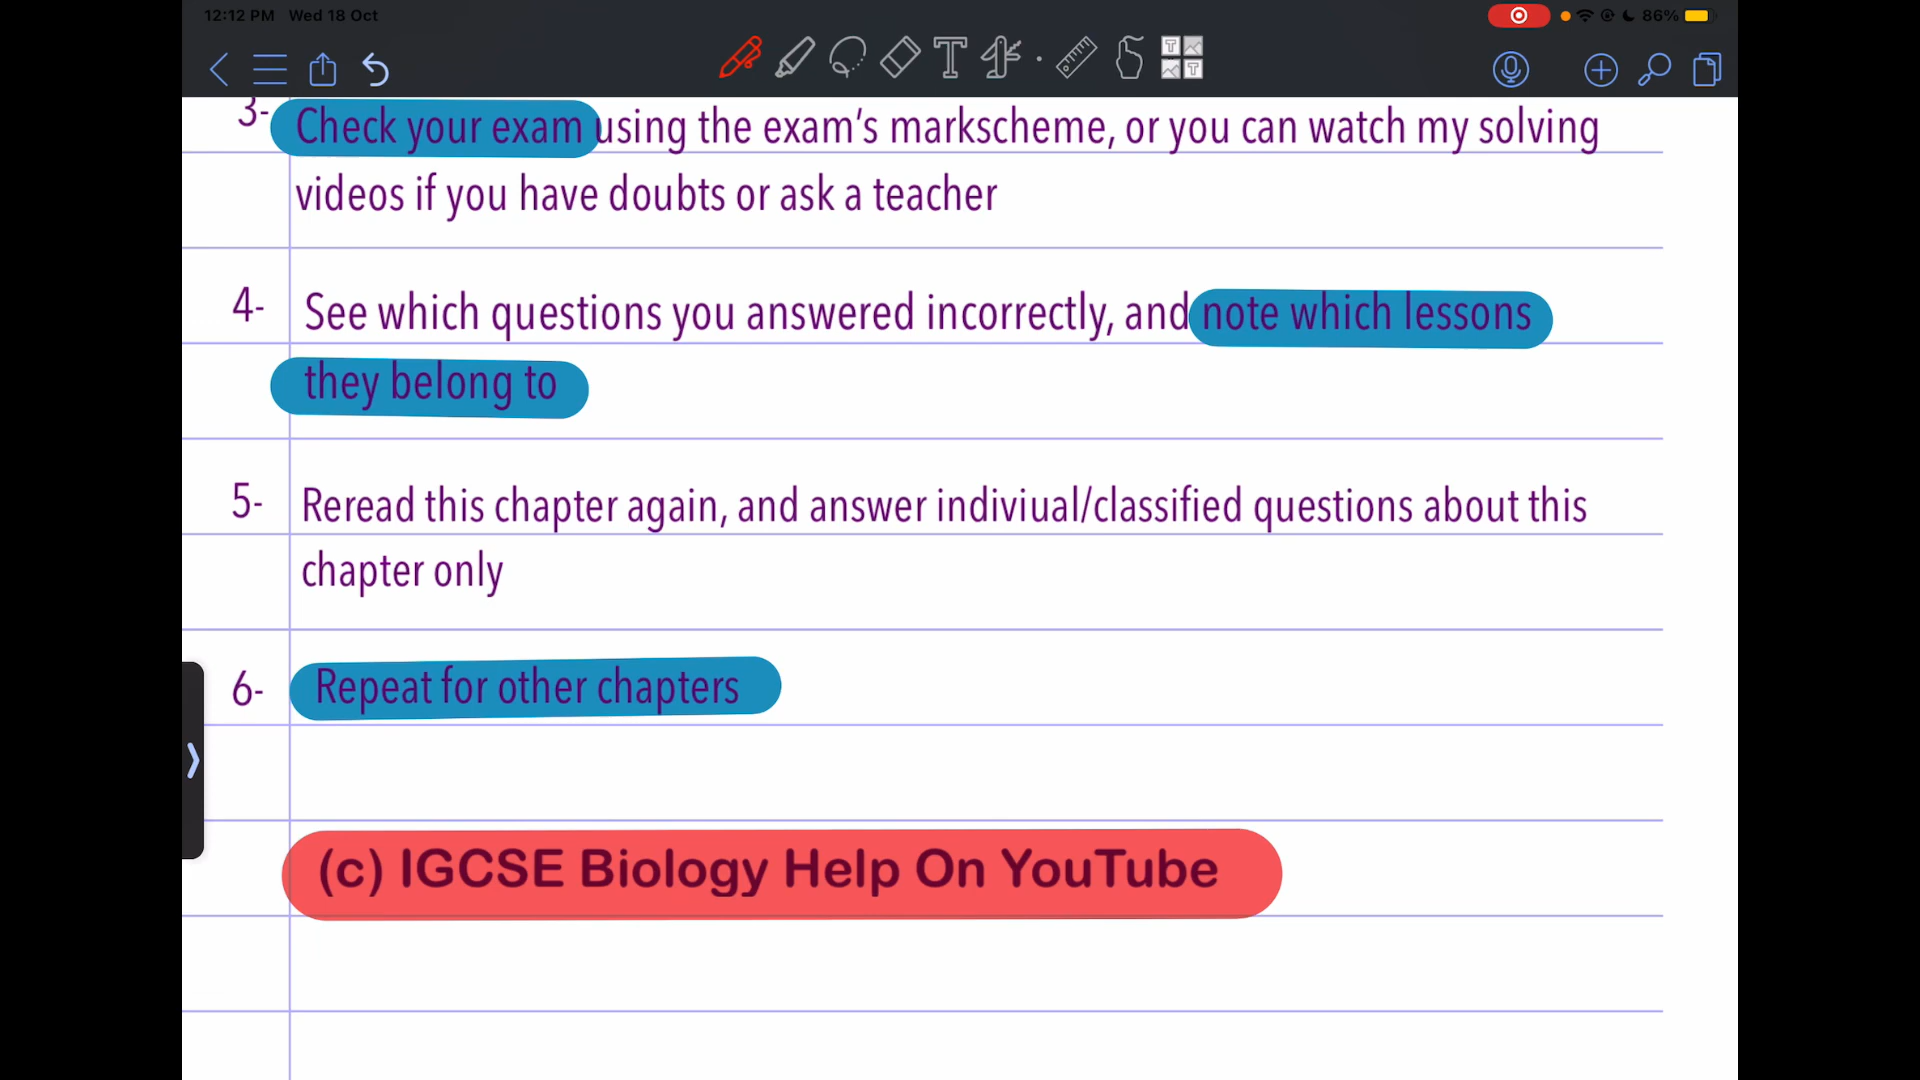 12:12 PM Wed 18 Oct
86%
3- Check your exam using the exam's markscheme, or you can watch my solving
videos if you have doubts or ask a teacher
4- See which questions you answered incorrectly, and note which lessons
they belong to
5- Reread this chapter again, and answer indiviual/classified questions about this
chapter only
6- Repeat for other chapters
(c) IGCSE Biology Help On YouTube